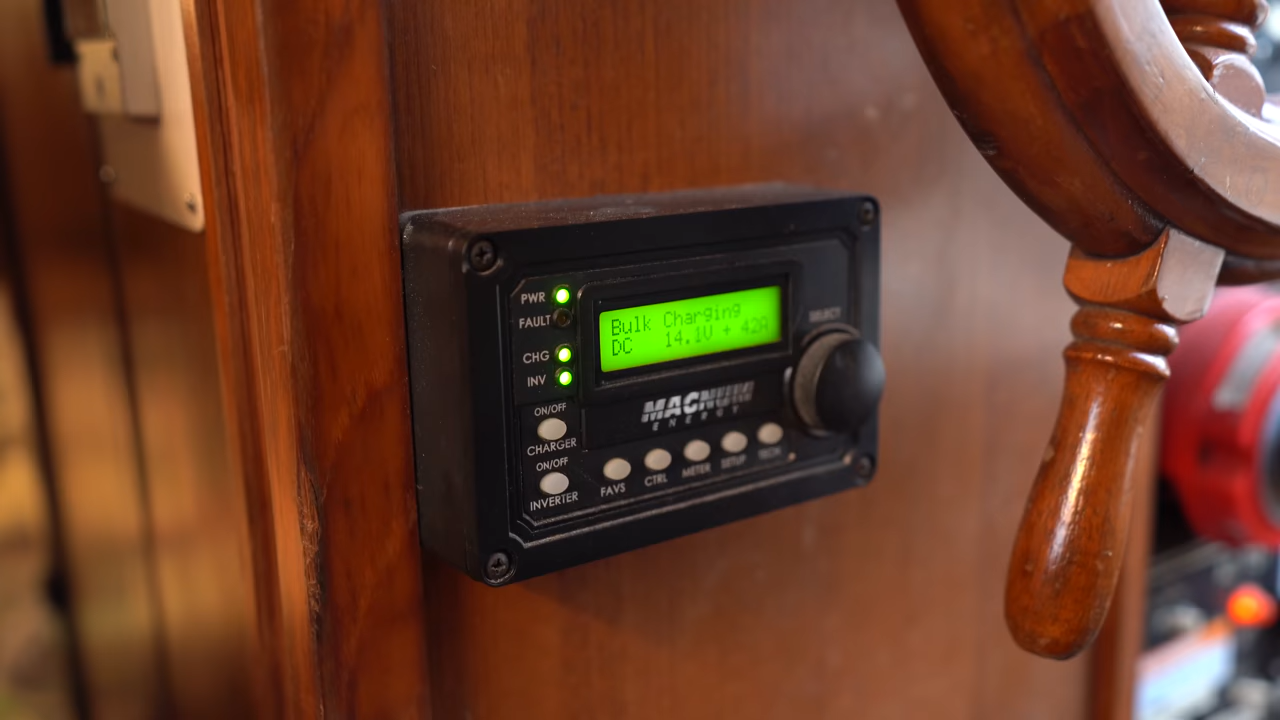 PWR
FAULT
CHG
INV
ON/OFF
CHARGER
ON/OFF
INVERTER
Bulk Charging
DC 14.1V + 42A
SELECT
MAGNUM
ENERGY
FAVS
CTRL
METER
SETUP
TECH